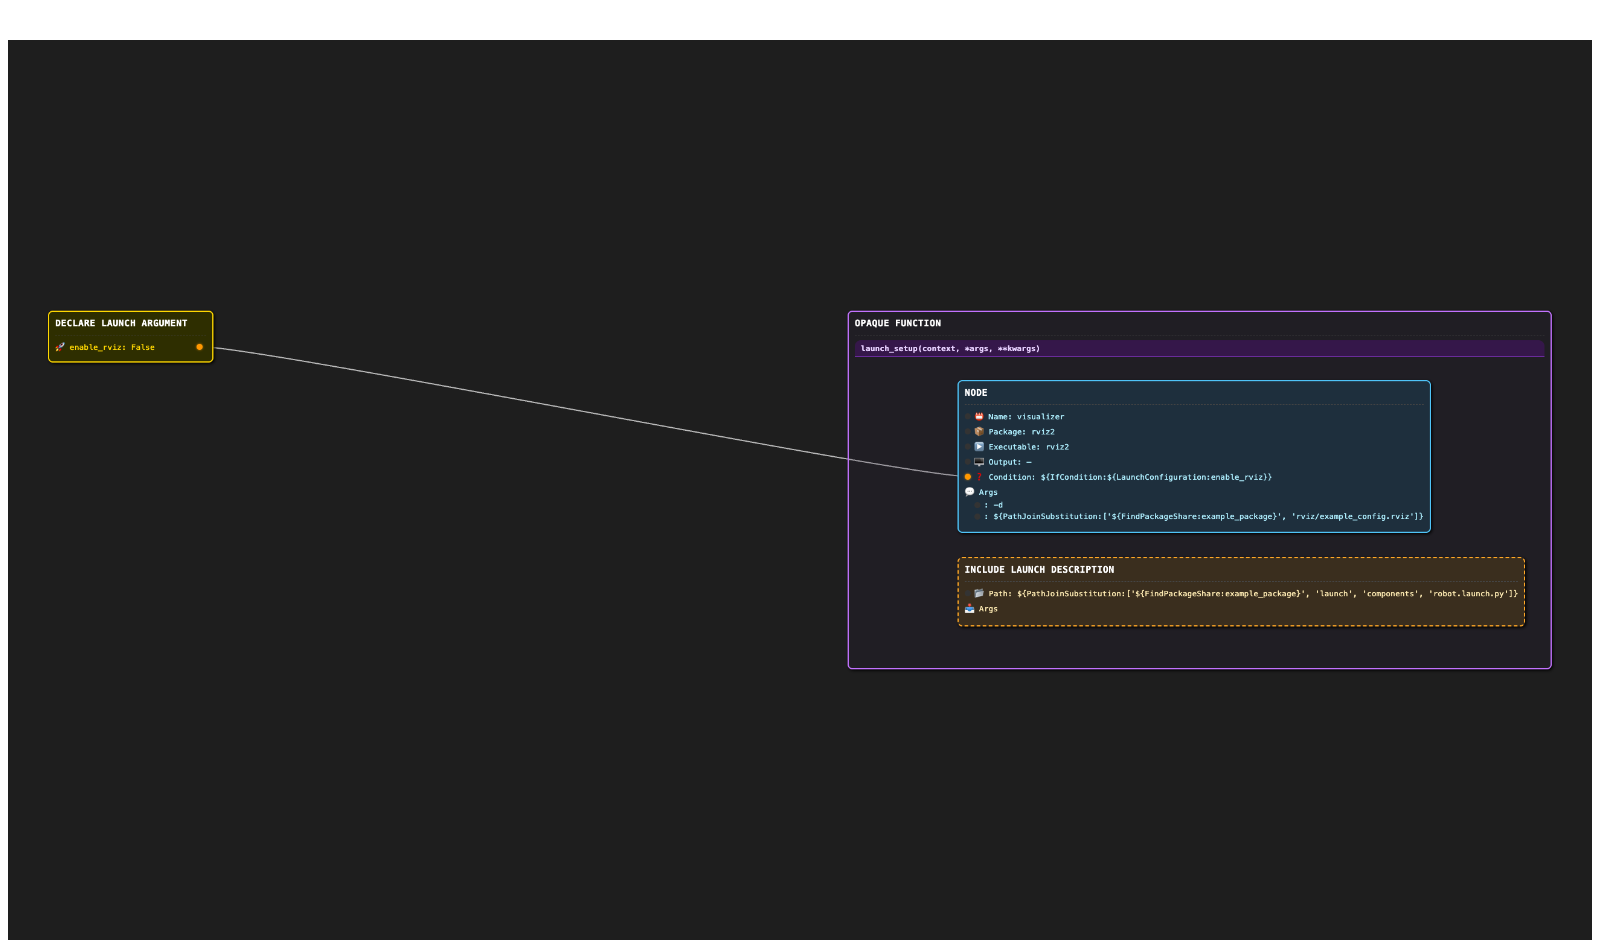 DECLARE LAUNCH ARGUMENT
🚀 enable_rviz: False
OPAQUE FUNCTION
launch_setup(context, *args, **kwargs)
NODE
📛 Name: visualizer
📦 Package: rviz2
▶️ Executable: rviz2
🖥️ Output: —
❓ Condition: ${IfCondition:${LaunchConfiguration:enable_rviz}}
💬 Args
: -d
: ${PathJoinSubstitution:['${FindPackageShare:example_package}', 'rviz/example_config.rviz']}
INCLUDE LAUNCH DESCRIPTION
📂 Path: ${PathJoinSubstitution:['${FindPackageShare:example_package}', 'launch', 'components', 'robot.launch.py']}
📥 Args